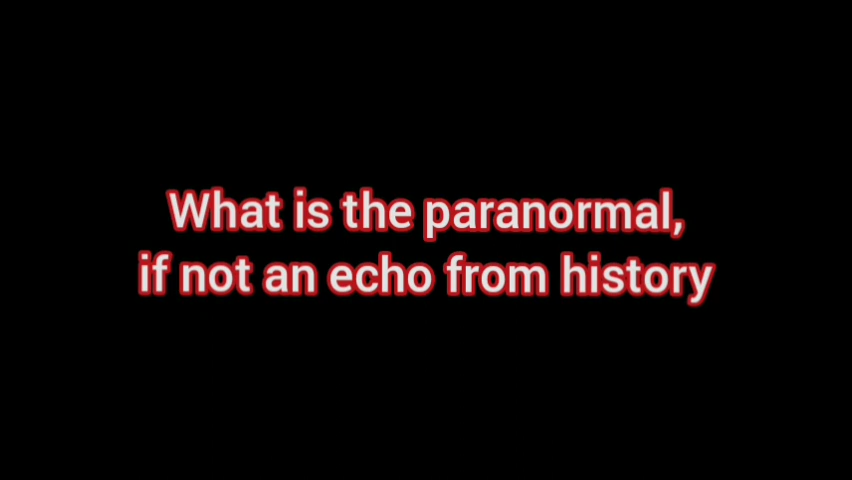 What is the paranormal,
if not an echo from history